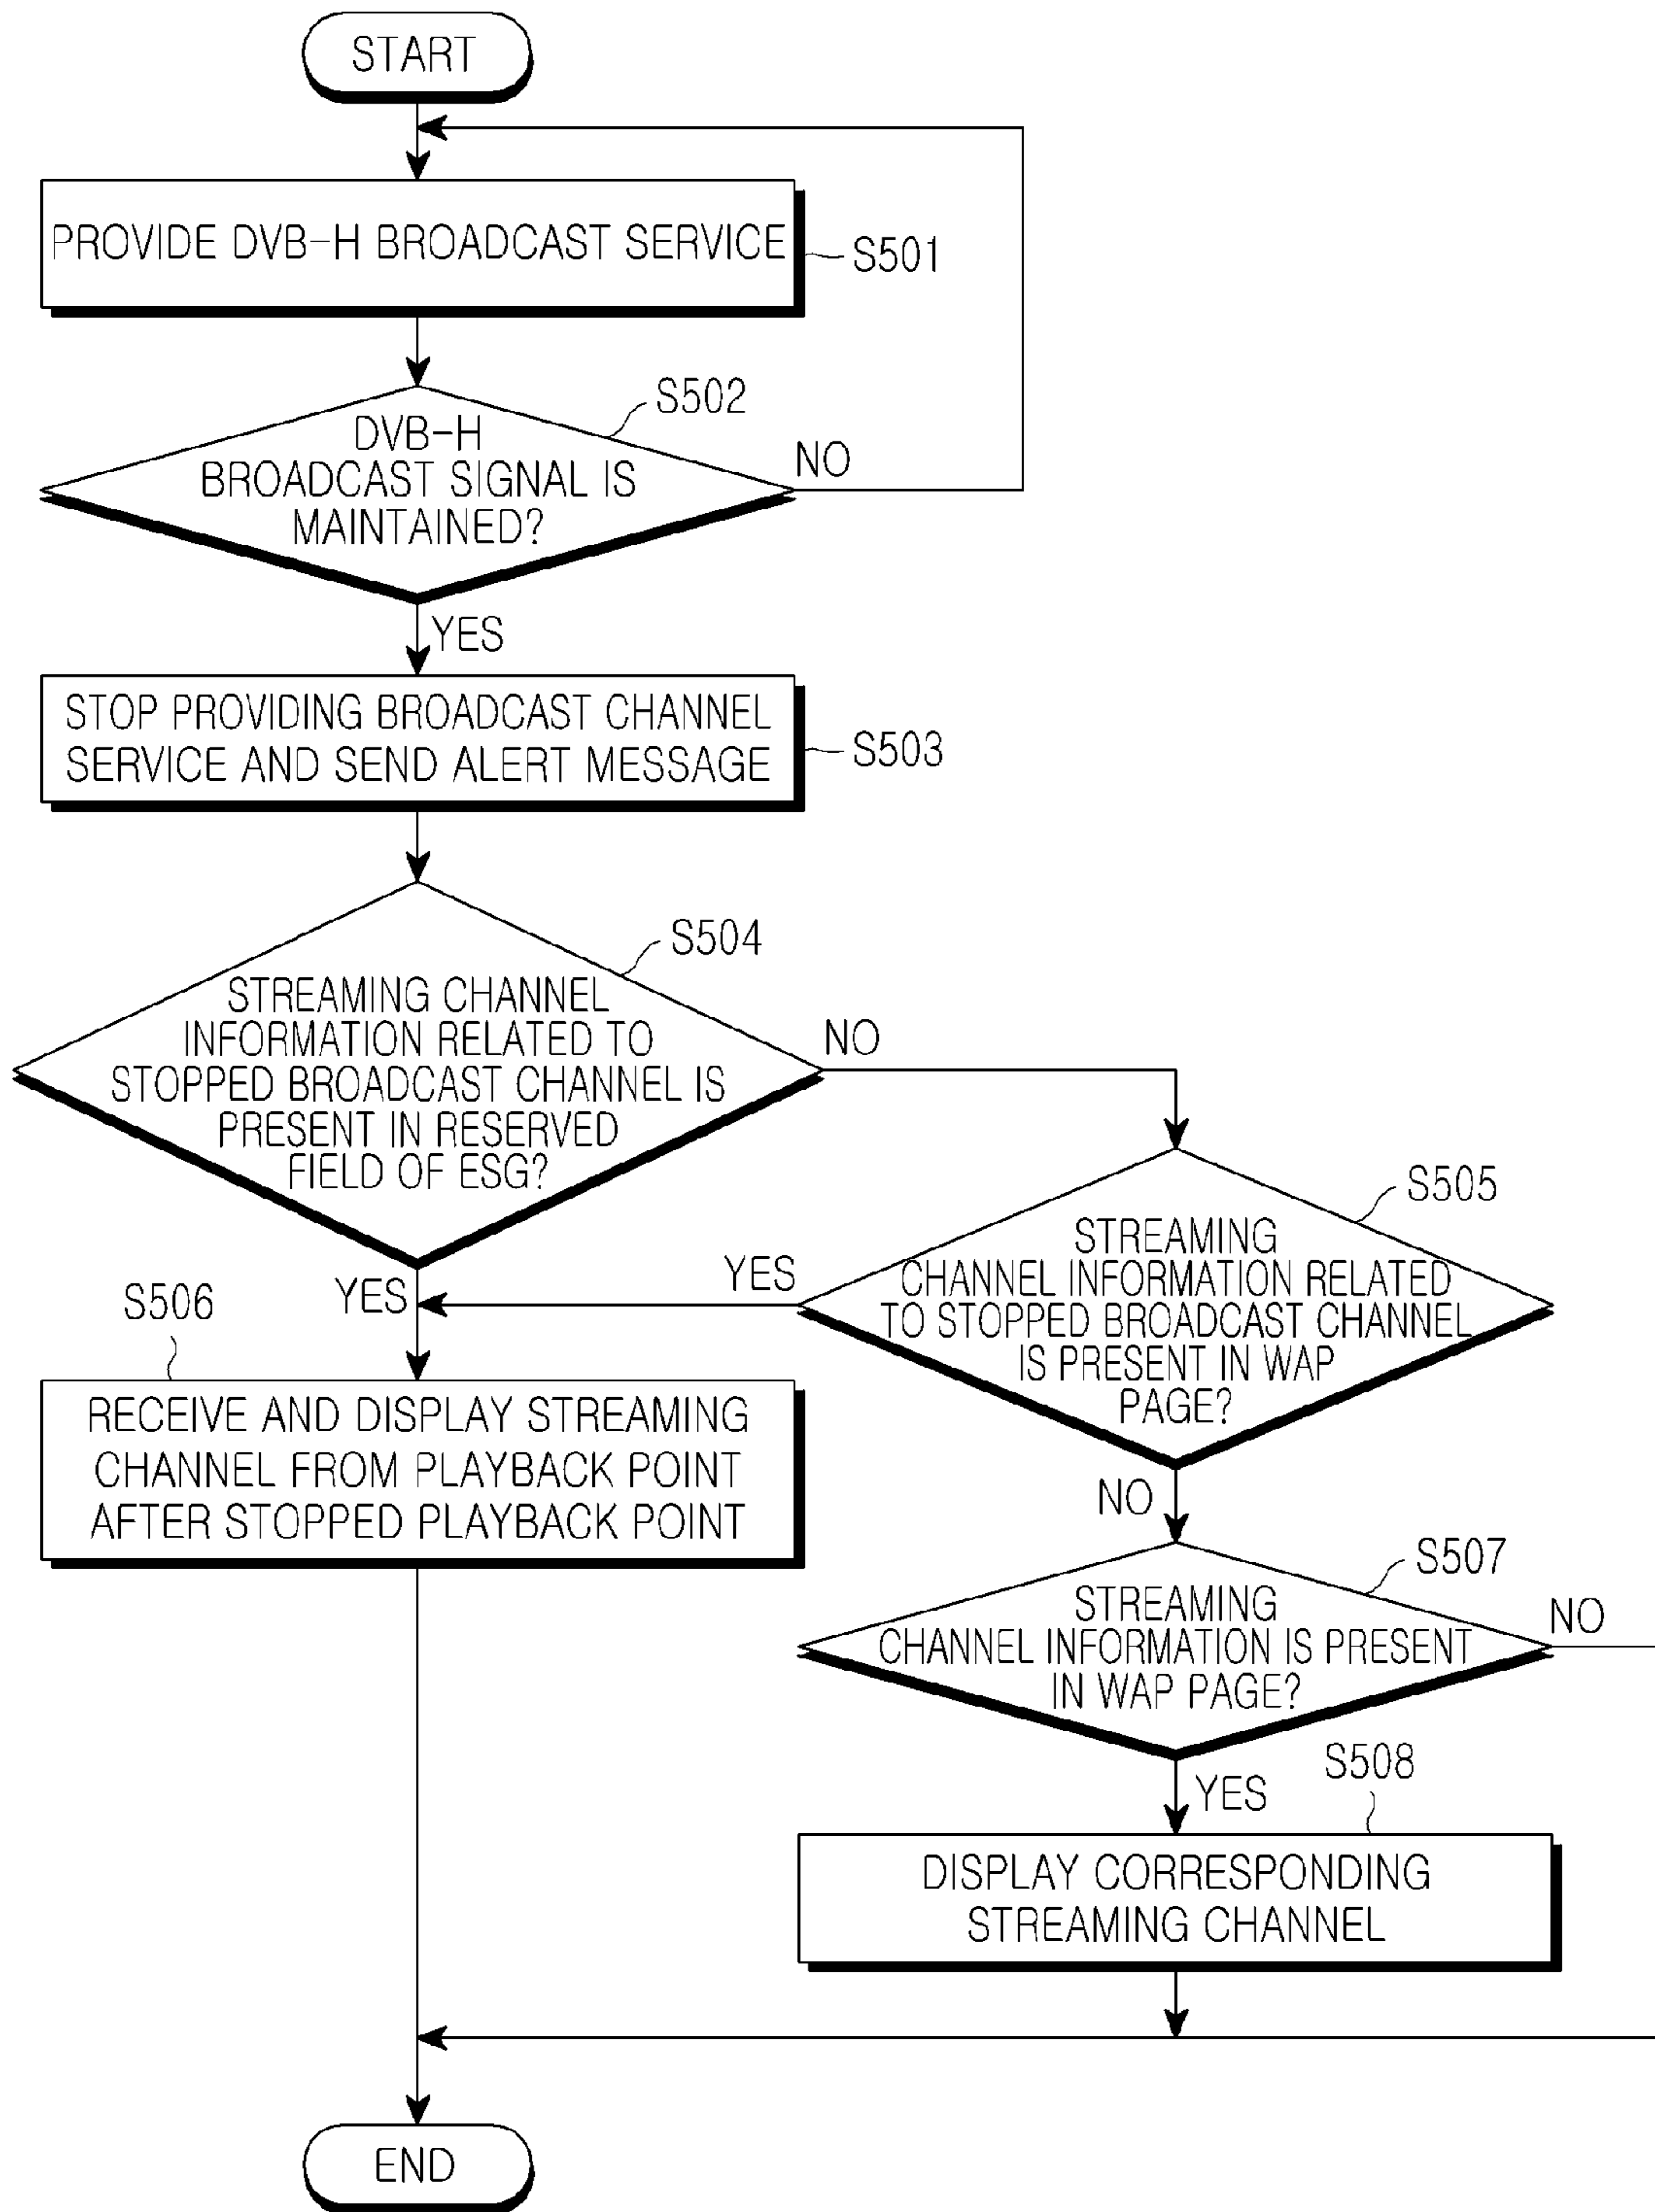 START
PROVIDE DVB-H BROADCAST SERVICE
S501
S502
DVB-H
BROADCAST SIGNAL IS
MAINTAINED?
NO
YES
STOP PROVIDING BROADCAST CHANNEL
SERVICE AND SEND ALERT MESSAGE
S503
S504
STREAMING CHANNEL
INFORMATION RELATED TO
STOPPED BROADCAST CHANNEL IS
PRESENT IN RESERVED
FIELD OF ESG?
NO
YES
S505
STREAMING
CHANNEL INFORMATION RELATED
TO STOPPED BROADCAST CHANNEL
IS PRESENT IN WAP
PAGE?
YES
NO
S506
RECEIVE AND DISPLAY STREAMING
CHANNEL FROM PLAYBACK POINT
AFTER STOPPED PLAYBACK POINT
S507
STREAMING
CHANNEL INFORMATION IS PRESENT
IN WAP PAGE?
NO
YES
S508
DISPLAY CORRESPONDING
STREAMING CHANNEL
END